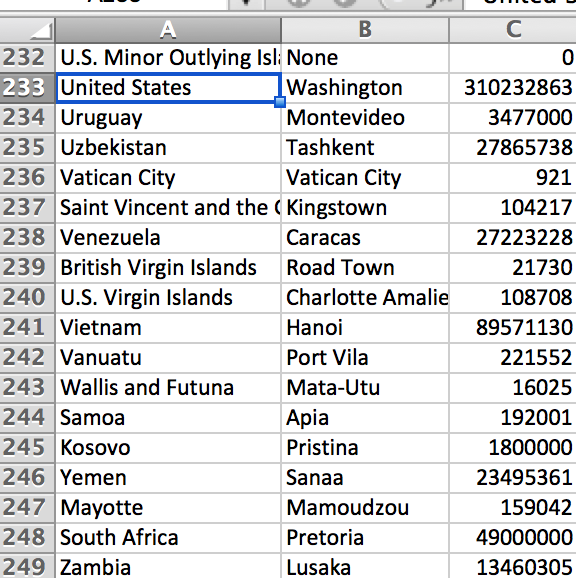 A B C
232 U.S. Minor Outlying Isl None 0
233 United States Washington 310232863
234 Uruguay Montevideo 3477000
235 Uzbekistan Tashkent 27865738
236 Vatican City Vatican City 921
237 Saint Vincent and the Kingstown 104217
238 Venezuela Caracas 27223228
239 British Virgin Islands Road Town 21730
240 U.S. Virgin Islands Charlotte Amalie 108708
241 Vietnam Hanoi 89571130
242 Vanuatu Port Vila 221552
243 Wallis and Futuna Mata-Utu 16025
244 Samoa Apia 192001
245 Kosovo Pristina 1800000
246 Yemen Sanaa 23495361
247 Mayotte Mamoudzou 159042
248 South Africa Pretoria 49000000
249 Zambia Lusaka 13460305